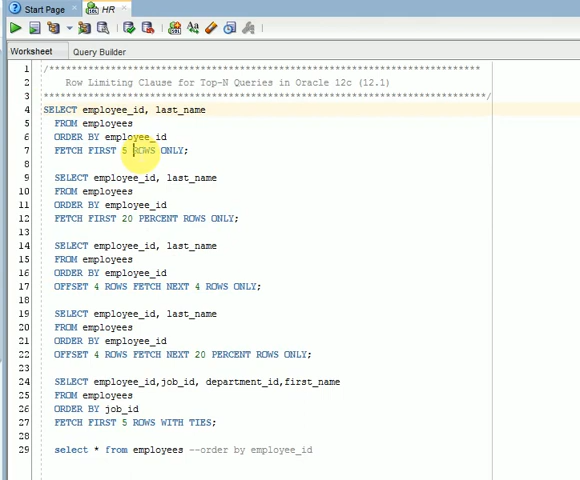 Start Page HR
Worksheet Query Builder
1 /*******************************************************************************
2 Row Limiting Clause for Top-N Queries in Oracle 12c (12.1)
3 *******************************************************************************/
4 SELECT employee_id, last_name
5 FROM employees
6 ORDER BY employee_id
7 FETCH FIRST 5 ROWS ONLY;
8
9 SELECT employee_id, last_name
10 FROM employees
11 ORDER BY employee_id
12 FETCH FIRST 20 PERCENT ROWS ONLY;
13
14 SELECT employee_id, last_name
15 FROM employees
16 ORDER BY employee_id
17 OFFSET 4 ROWS FETCH NEXT 4 ROWS ONLY;
18
19 SELECT employee_id, last_name
20 FROM employees
21 ORDER BY employee_id
22 OFFSET 4 ROWS FETCH NEXT 20 PERCENT ROWS ONLY;
23
24 SELECT employee_id,job_id, department_id,first_name
25 FROM employees
26 ORDER BY job_id
27 FETCH FIRST 5 ROWS WITH TIES;
28
29 select * from employees --order by employee_id